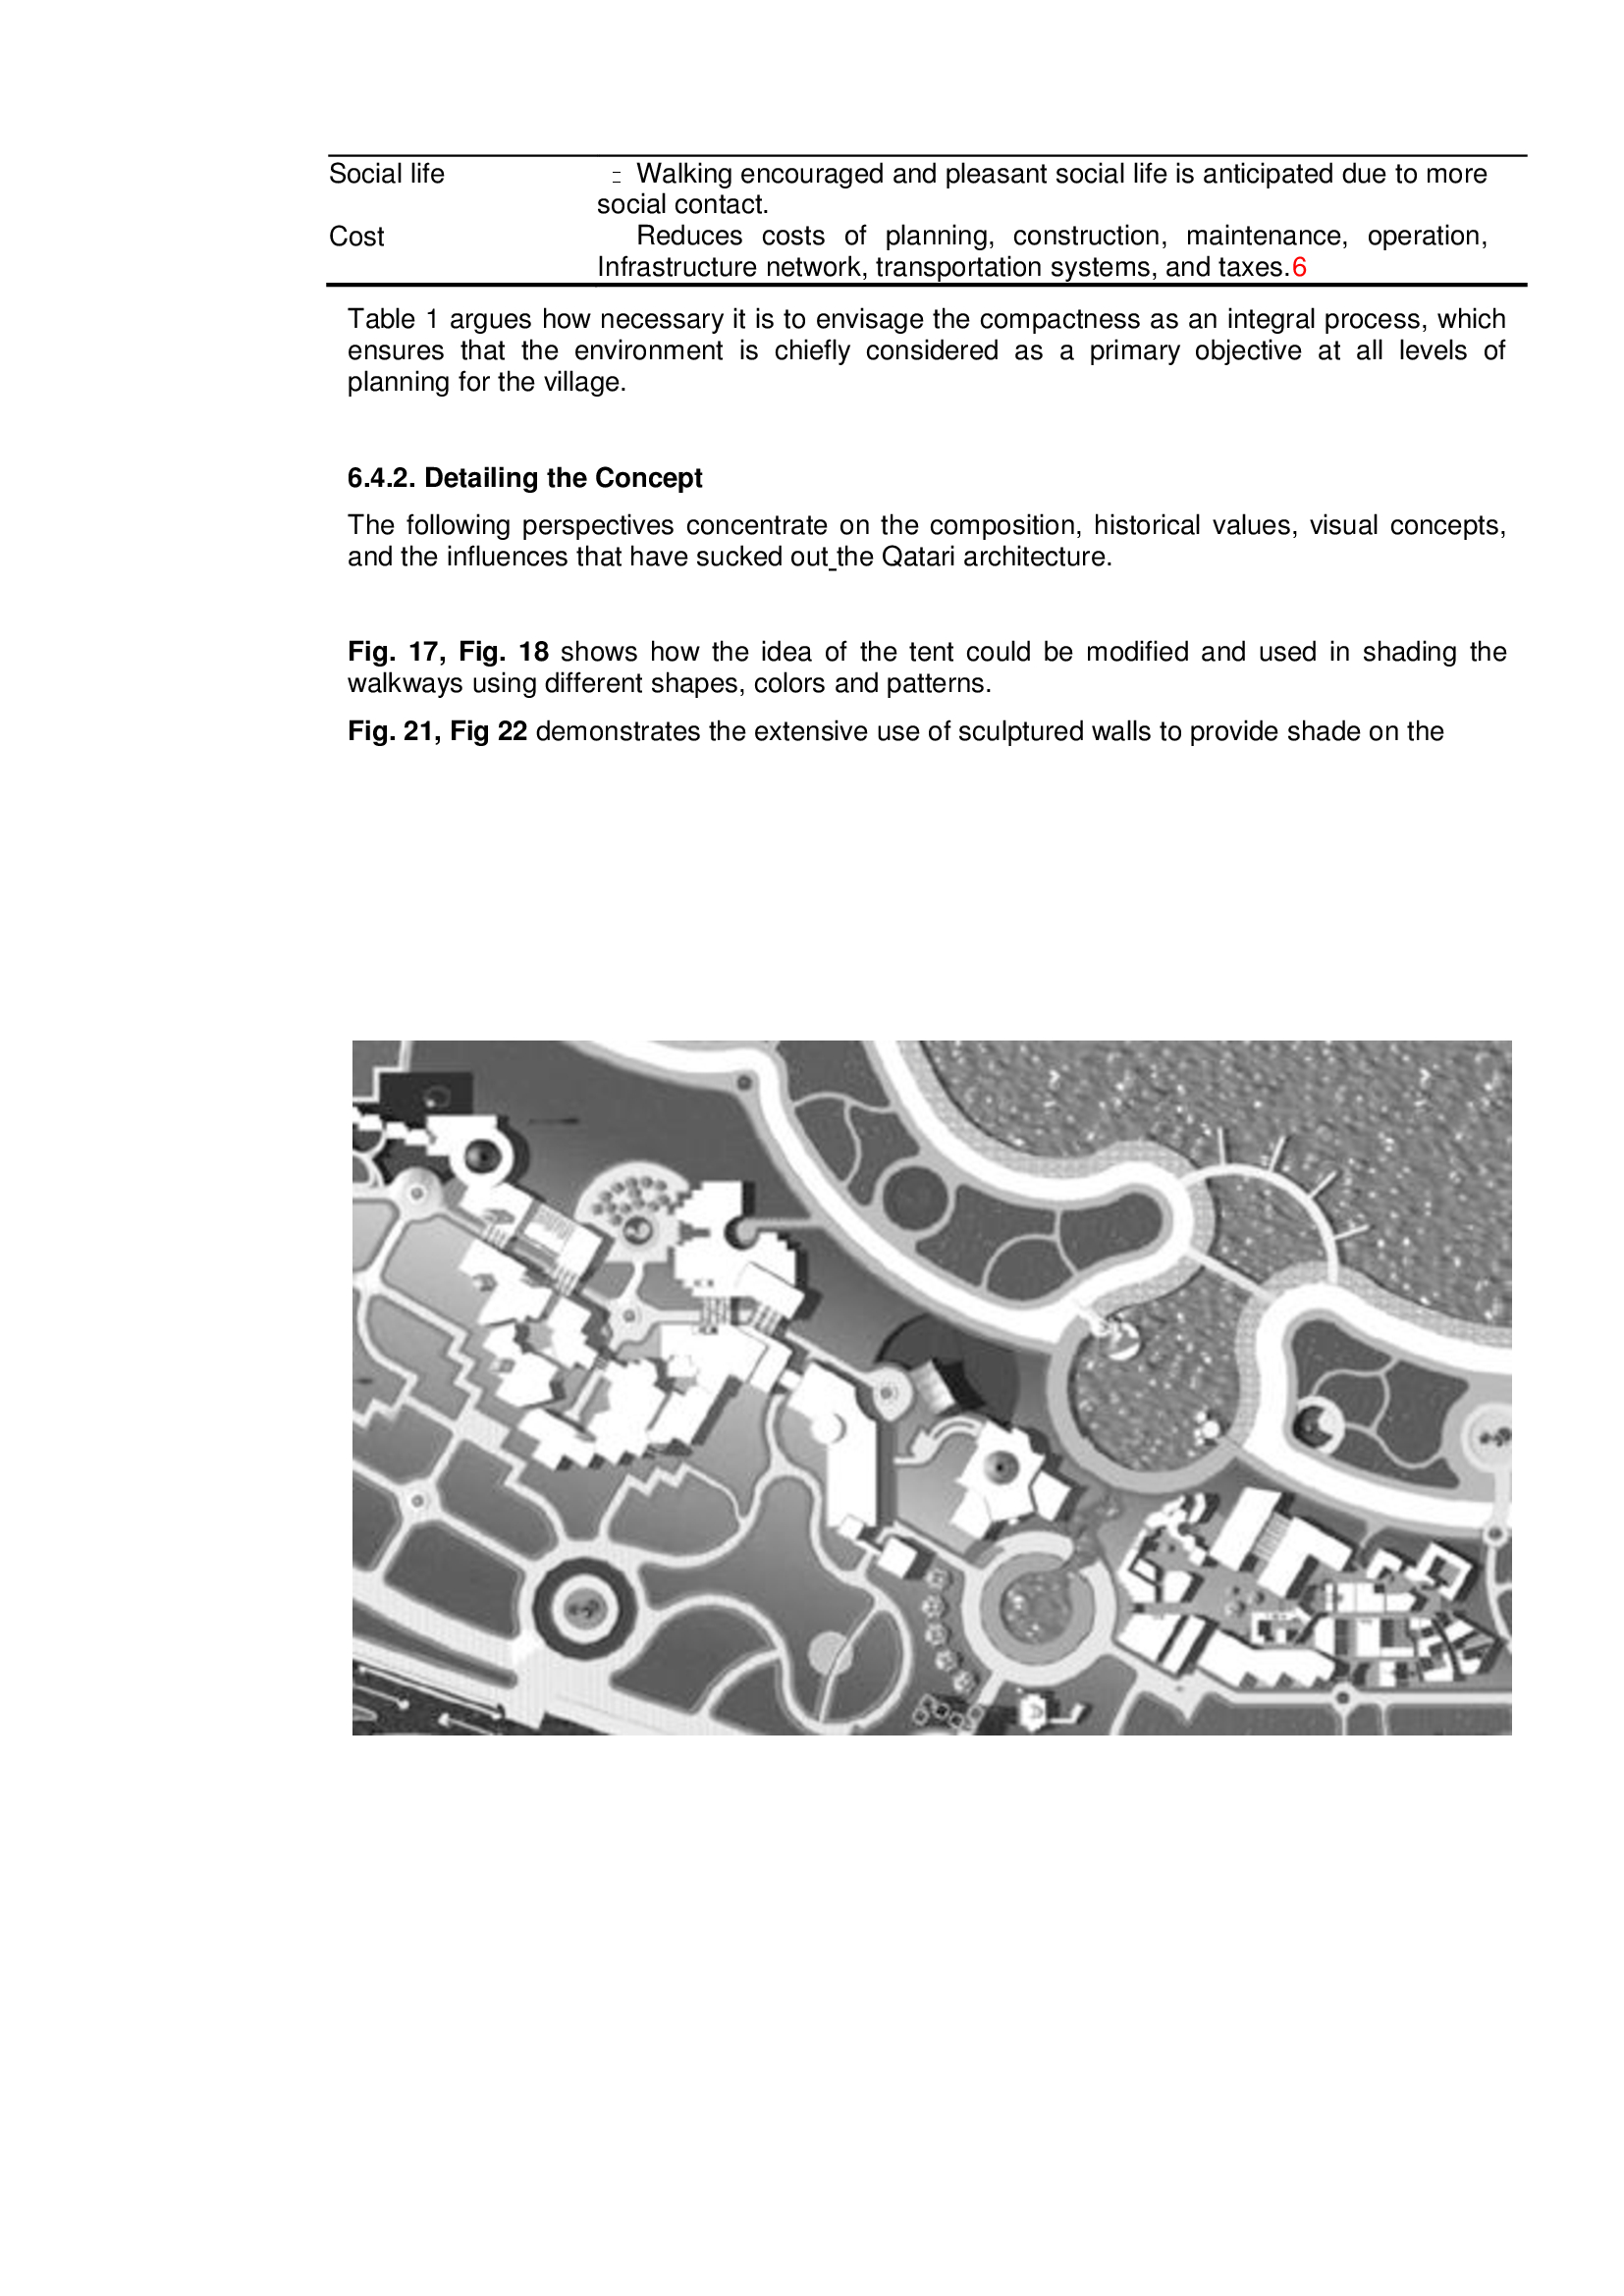 Social life
Walking encouraged and pleasant social life is anticipated due to more
social contact.
Cost
Reduces costs of planning, construction, maintenance, operation,
Infrastructure network, transportation systems, and taxes.6
Table 1 argues how necessary it is to envisage the compactness as an integral process, which
ensures that the environment is chiefly considered as a primary objective at all levels of
planning for the village.
6.4.2. Detailing the Concept
The following perspectives concentrate on the composition, historical values, visual concepts,
and the influences that have sucked out the Qatari architecture.
Fig. 17, Fig. 18 shows how the idea of the tent could be modified and used in shading the
walkways using different shapes, colors and patterns.
Fig. 21, Fig 22 demonstrates the extensive use of sculptured walls to provide shade on the